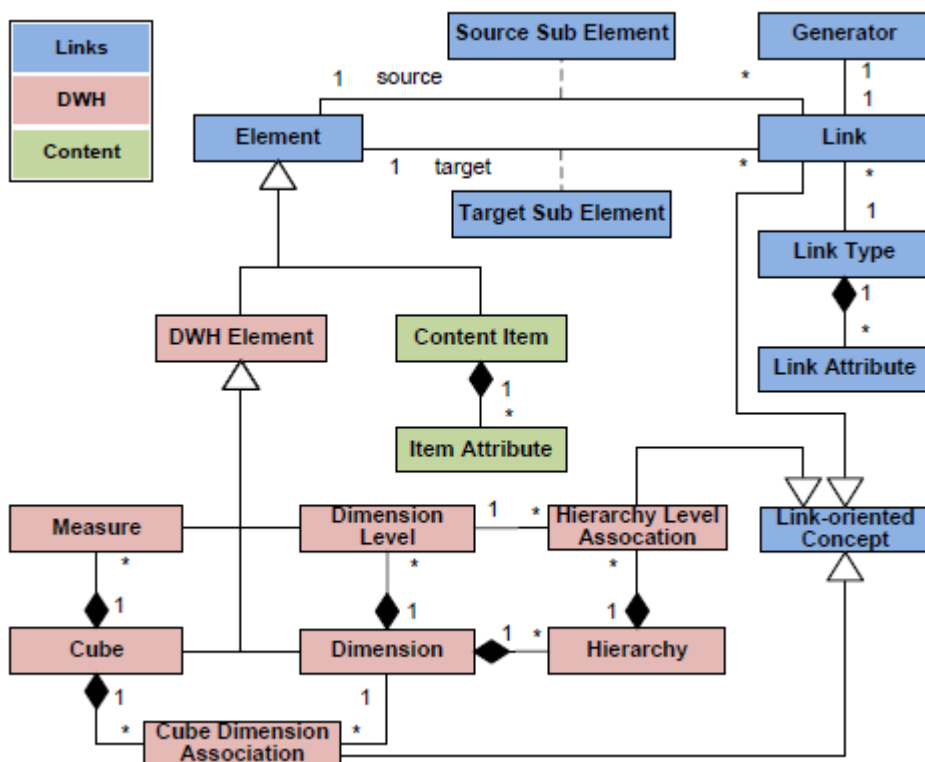 Links
DWH
Content
Source Sub Element
Generator
1 source *
1
1
Element
Link
1 target *
*
Target Sub Element
1
Link Type
1
*
DWH Element
Content Item
Link Attribute
1
*
Item Attribute
Measure
Dimension
Level
1 *
Hierarchy Level
Assocation
Link-oriented
Concept
*
*
*
1
1
1
Cube
Dimension
1 *
Hierarchy
1
1
*
*
Cube Dimension
Association